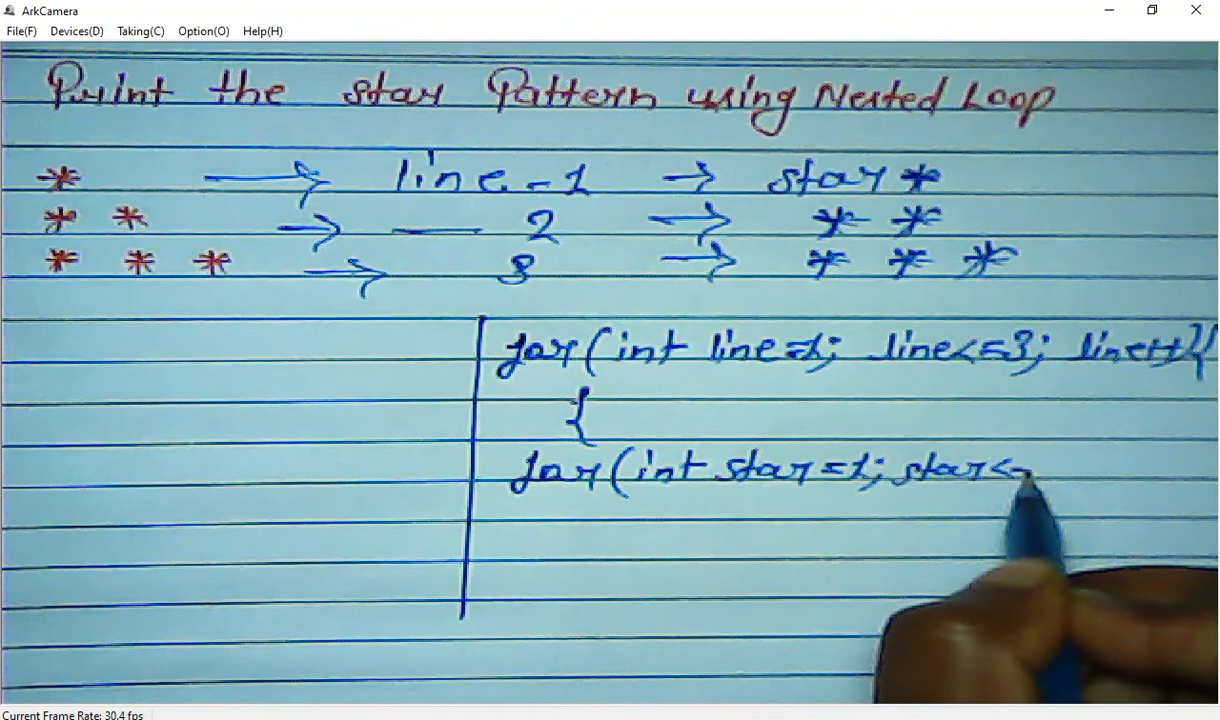 ArkCamera
File(F) Devices(D) Taking(C) Option(O) Help(H)
Print the star Pattern using Nested Loop
* → line-1 → star *
* * → — 2 → * *
* * * → 3 → * * *
for(int line=1; line<=3; line++)
{
for(int star=1; star<=
Current Frame Rate: 30.4 fps